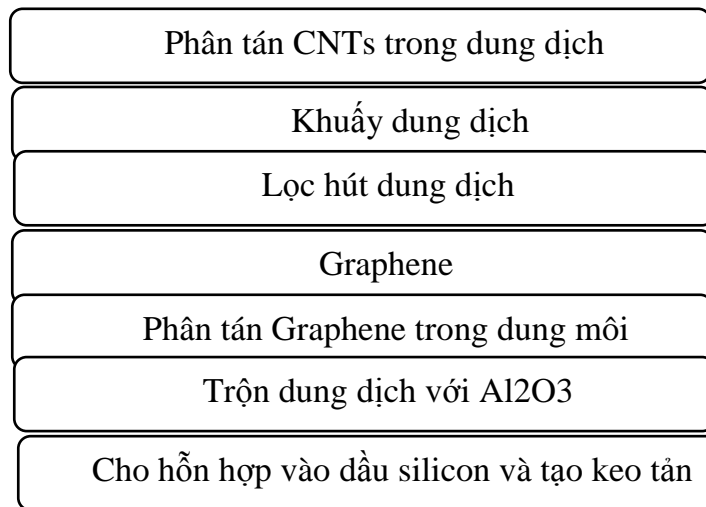 Phân tán CNTs trong dung dịch
Khuấy dung dịch
Lọc hút dung dịch
Graphene
Phân tán Graphene trong dung môi
Trộn dung dịch với Al2O3
Cho hỗn hợp vào dầu silicon và tạo keo tản